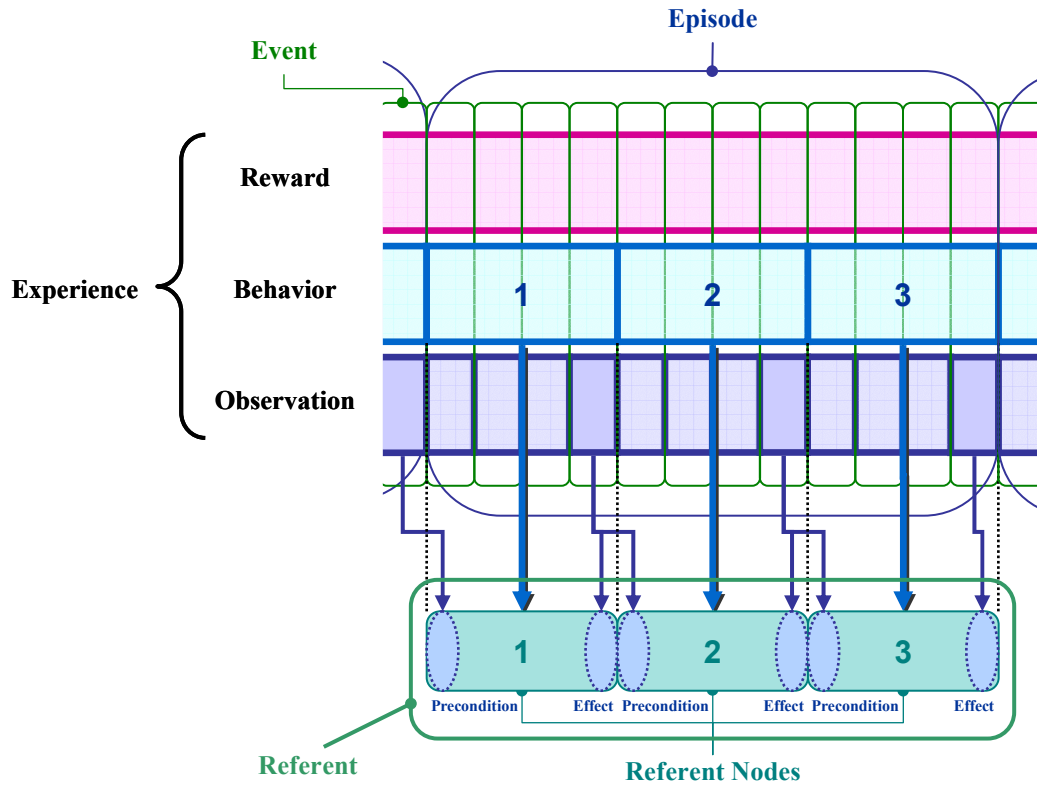 Episode
Event
Reward
Experience
Behavior
1
2
3
Observation
1
2
3
Precondition
Effect
Precondition
Effect
Precondition
Effect
Referent
Referent Nodes